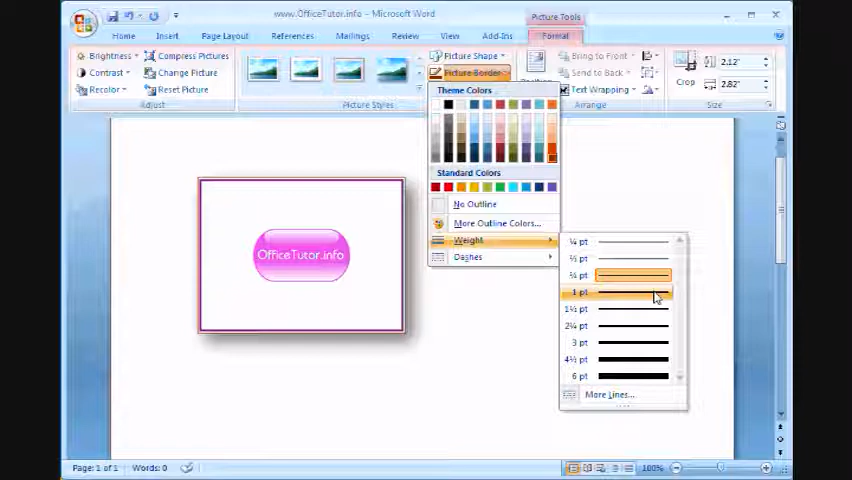 www.OfficeTutor.info - Microsoft Word
Picture Tools
Home Insert Page Layout References Mailings Review View Add-Ins Format
Brightness Compress Pictures Picture Shape Bring to Front 2.12"
Contrast Change Picture Picture Border Position Send to Back Crop 2.82"
Recolor Reset Picture Text Wrapping
Adjust Picture Styles Arrange Size
Theme Colors
Standard Colors
No Outline
More Outline Colors...
Weight
Dashes
¼ pt
½ pt
¾ pt
1 pt
1½ pt
2¼ pt
3 pt
4½ pt
6 pt
More Lines...
OfficeTutor.info
Page: 1 of 1 Words: 0 100%